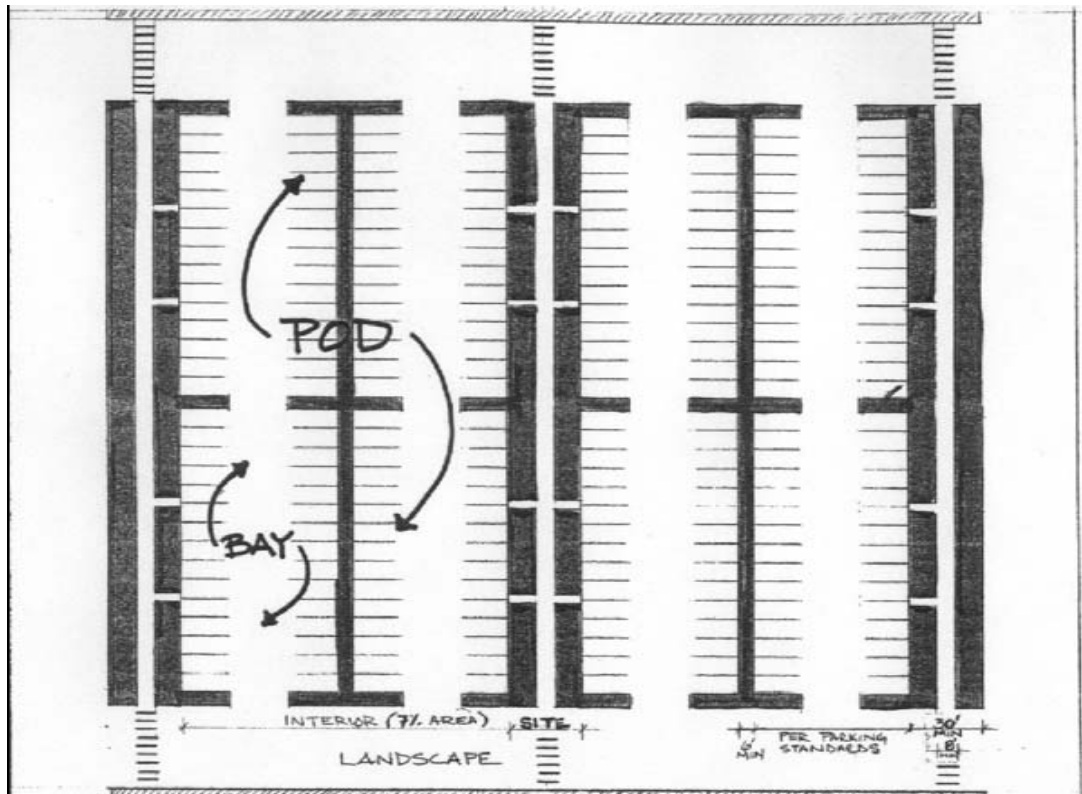 POD
BAY
INTERIOR (7% AREA)
SITE
LANDSCAPE
6' MIN
PER PARKING
STANDARDS
30'
MIN
8'